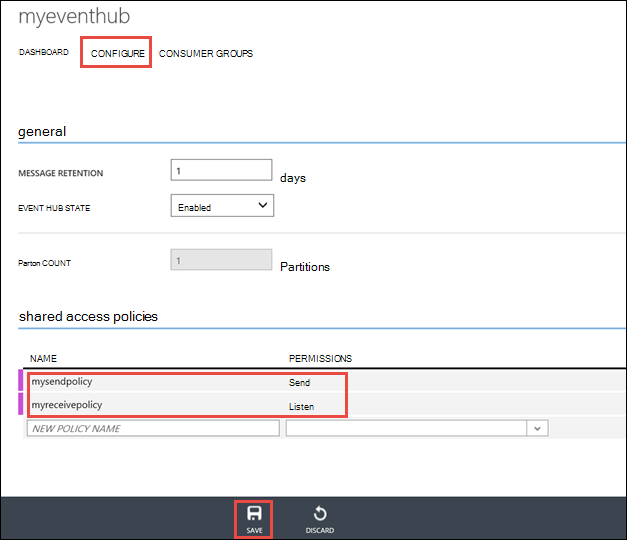 myeventhub
DASHBOARD CONFIGURE CONSUMER GROUPS
general
MESSAGE RETENTION 1 days
EVENT HUB STATE Enabled
Parton COUNT 1 Partitions
shared access policies
NAME PERMISSIONS
mysendpolicy Send
myreceivepolicy Listen
NEW POLICY NAME
SAVE DISCARD